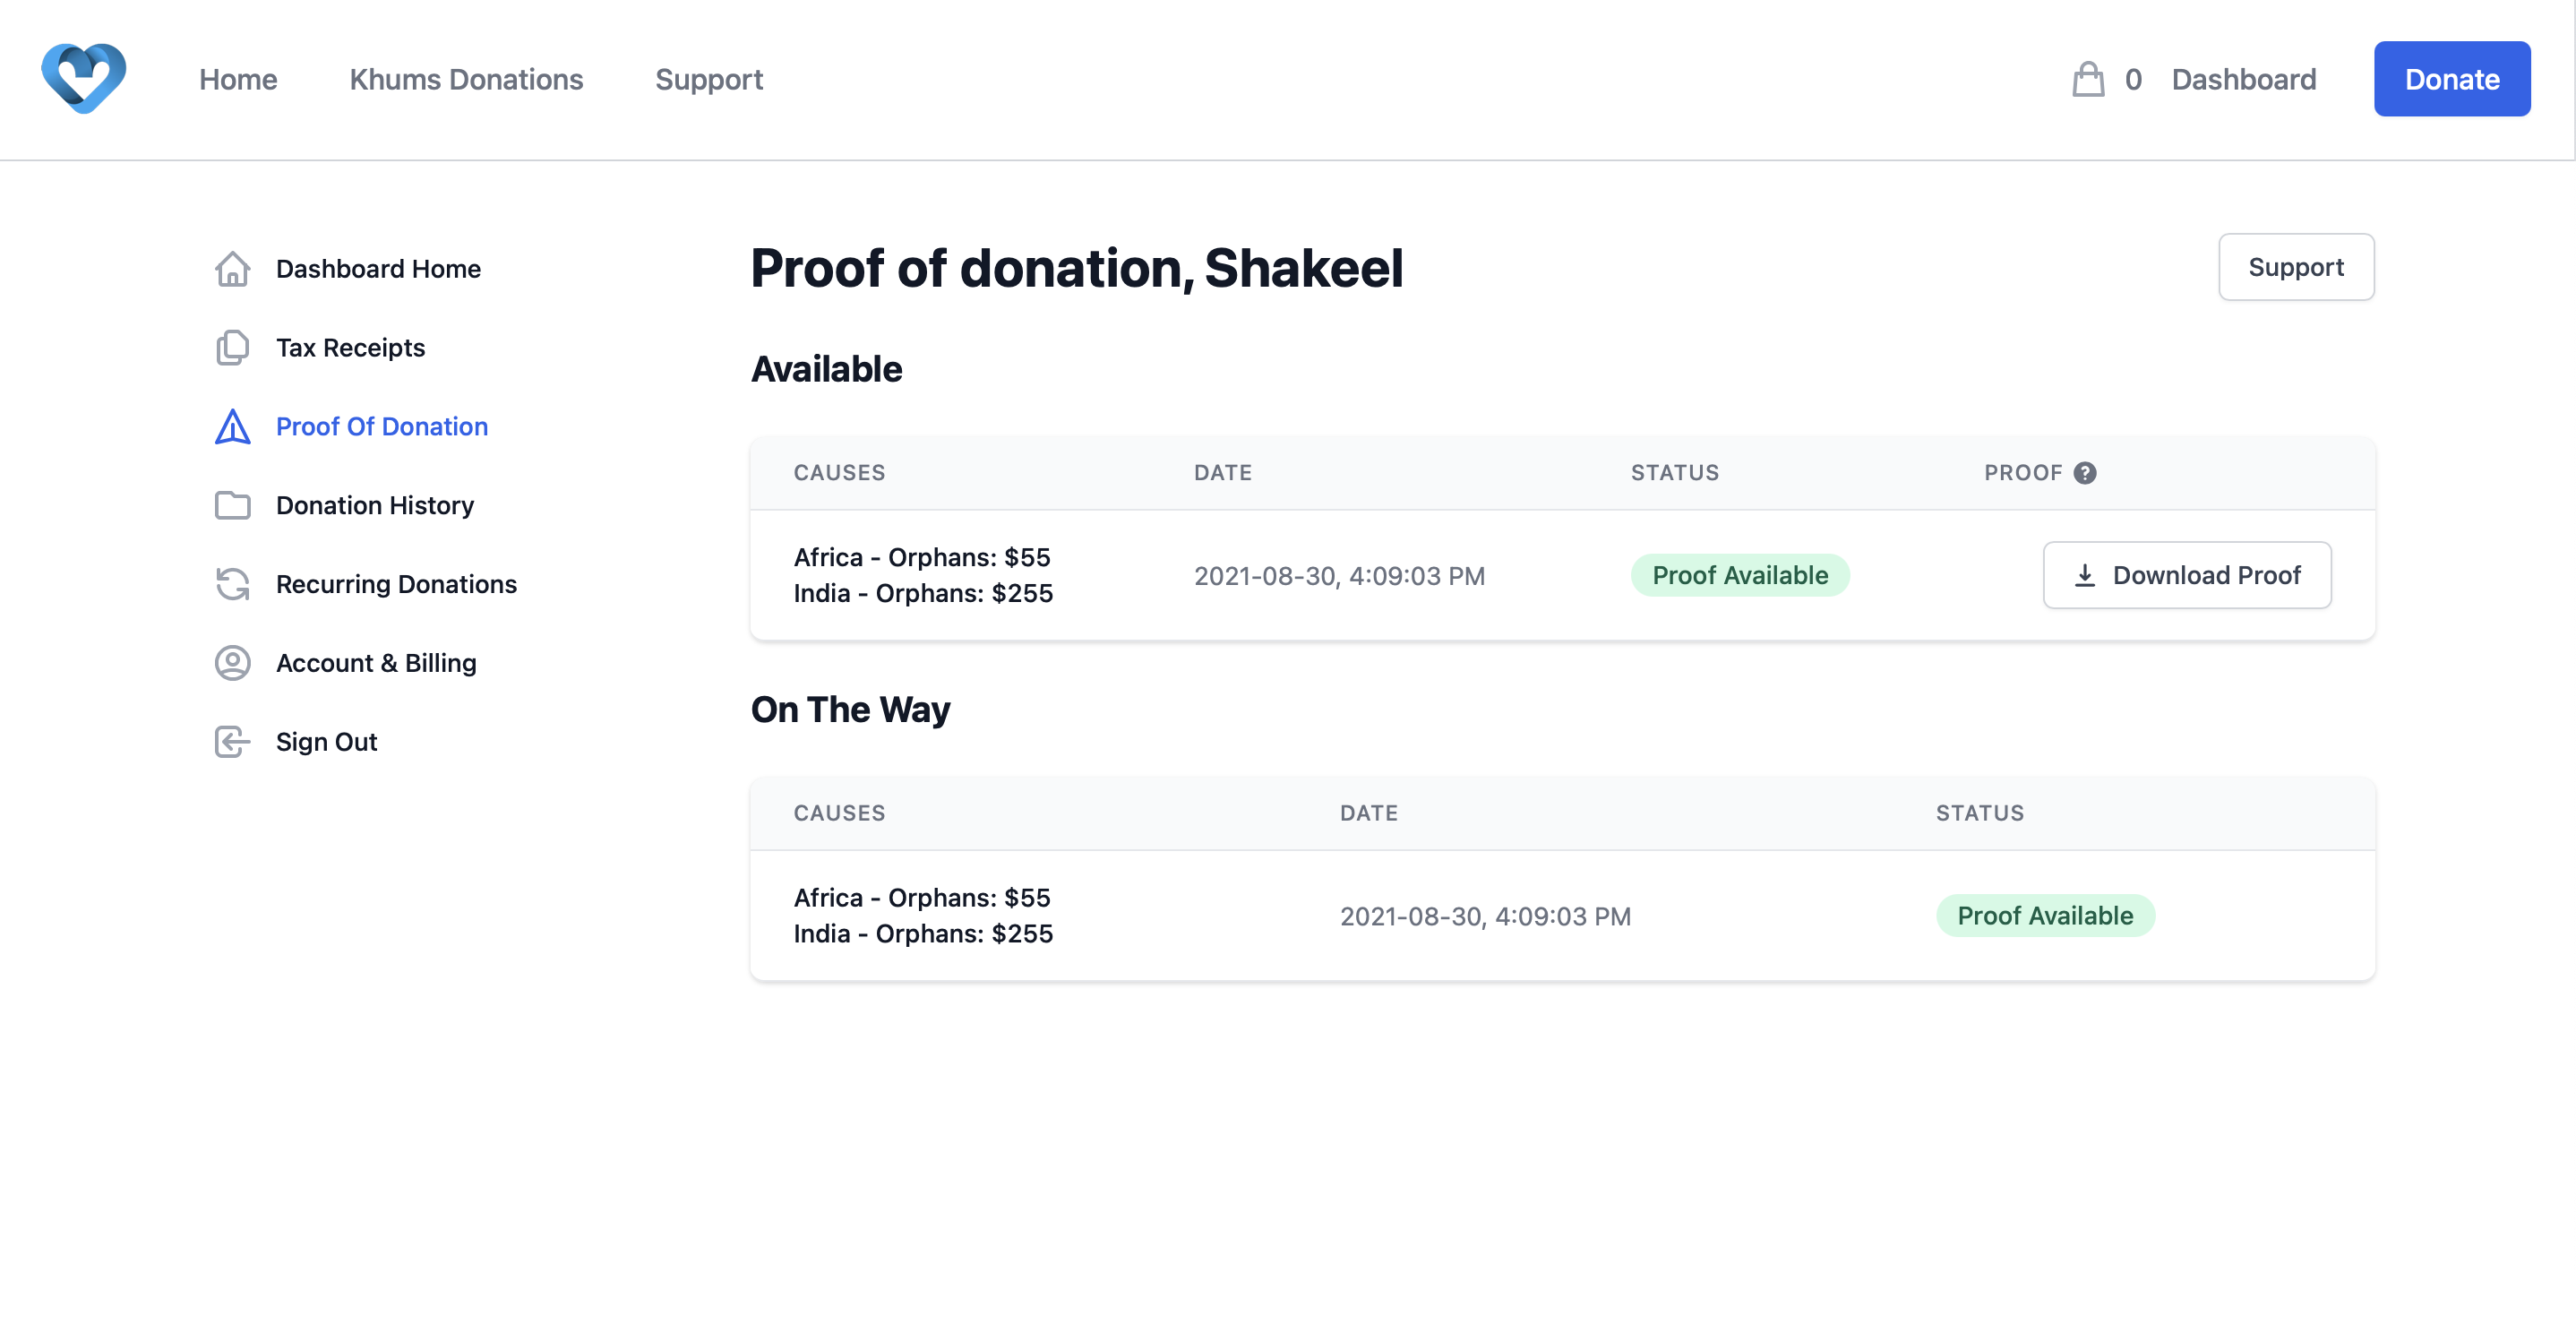 Home
Khums Donations
Support
0
Dashboard
Donate
Dashboard Home
Tax Receipts
Proof Of Donation
Donation History
Recurring Donations
Account & Billing
Sign Out
Proof of donation, Shakeel
Support
Available
CAUSES DATE STATUS PROOF ?
Africa - Orphans: $55
India - Orphans: $255
2021-08-30, 4:09:03 PM
Proof Available
Download Proof
On The Way
CAUSES DATE STATUS
Africa - Orphans: $55
India - Orphans: $255
2021-08-30, 4:09:03 PM
Proof Available